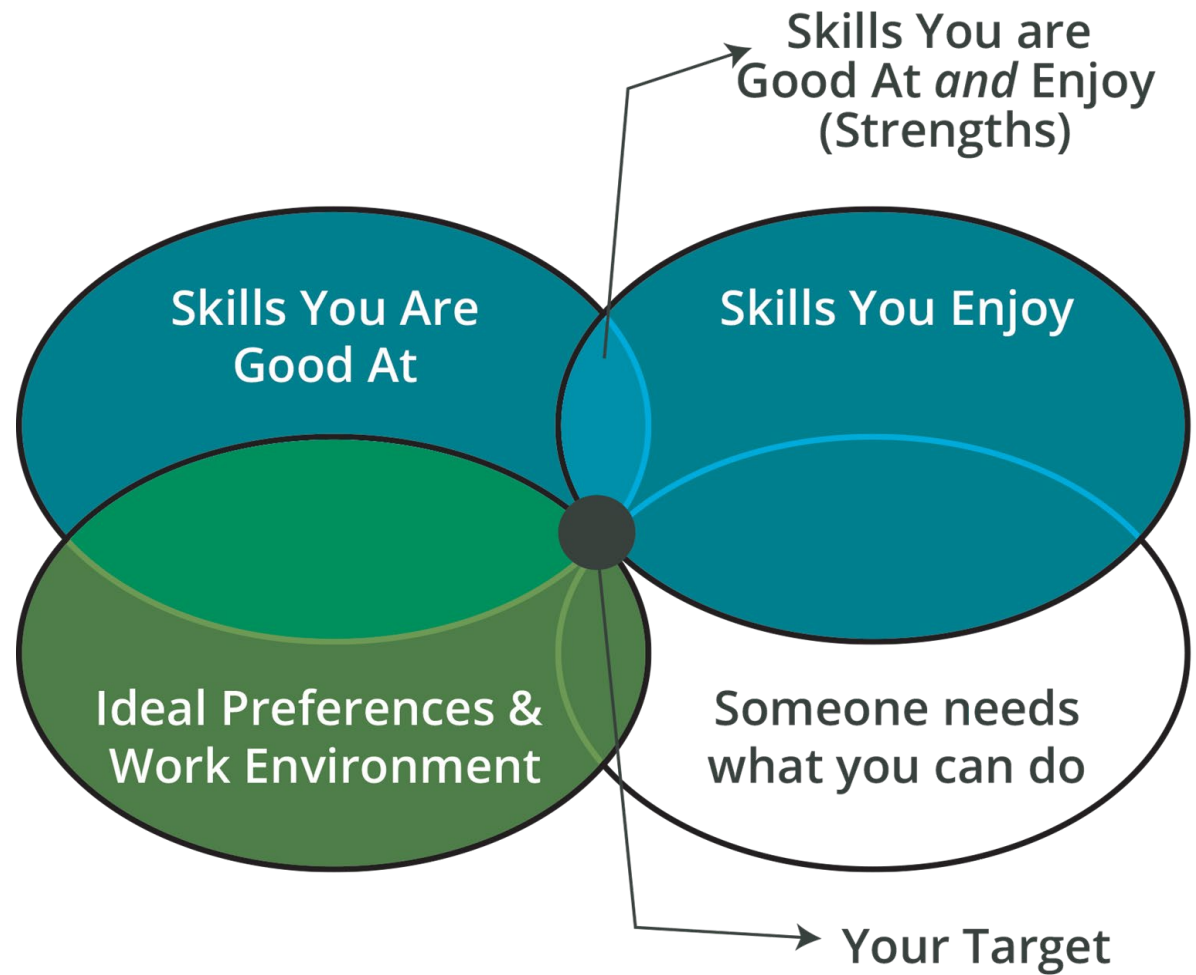 Skills You are
Good At and Enjoy
(Strengths)
Skills You Are
Good At
Skills You Enjoy
Ideal Preferences &
Work Environment
Someone needs
what you can do
Your Target